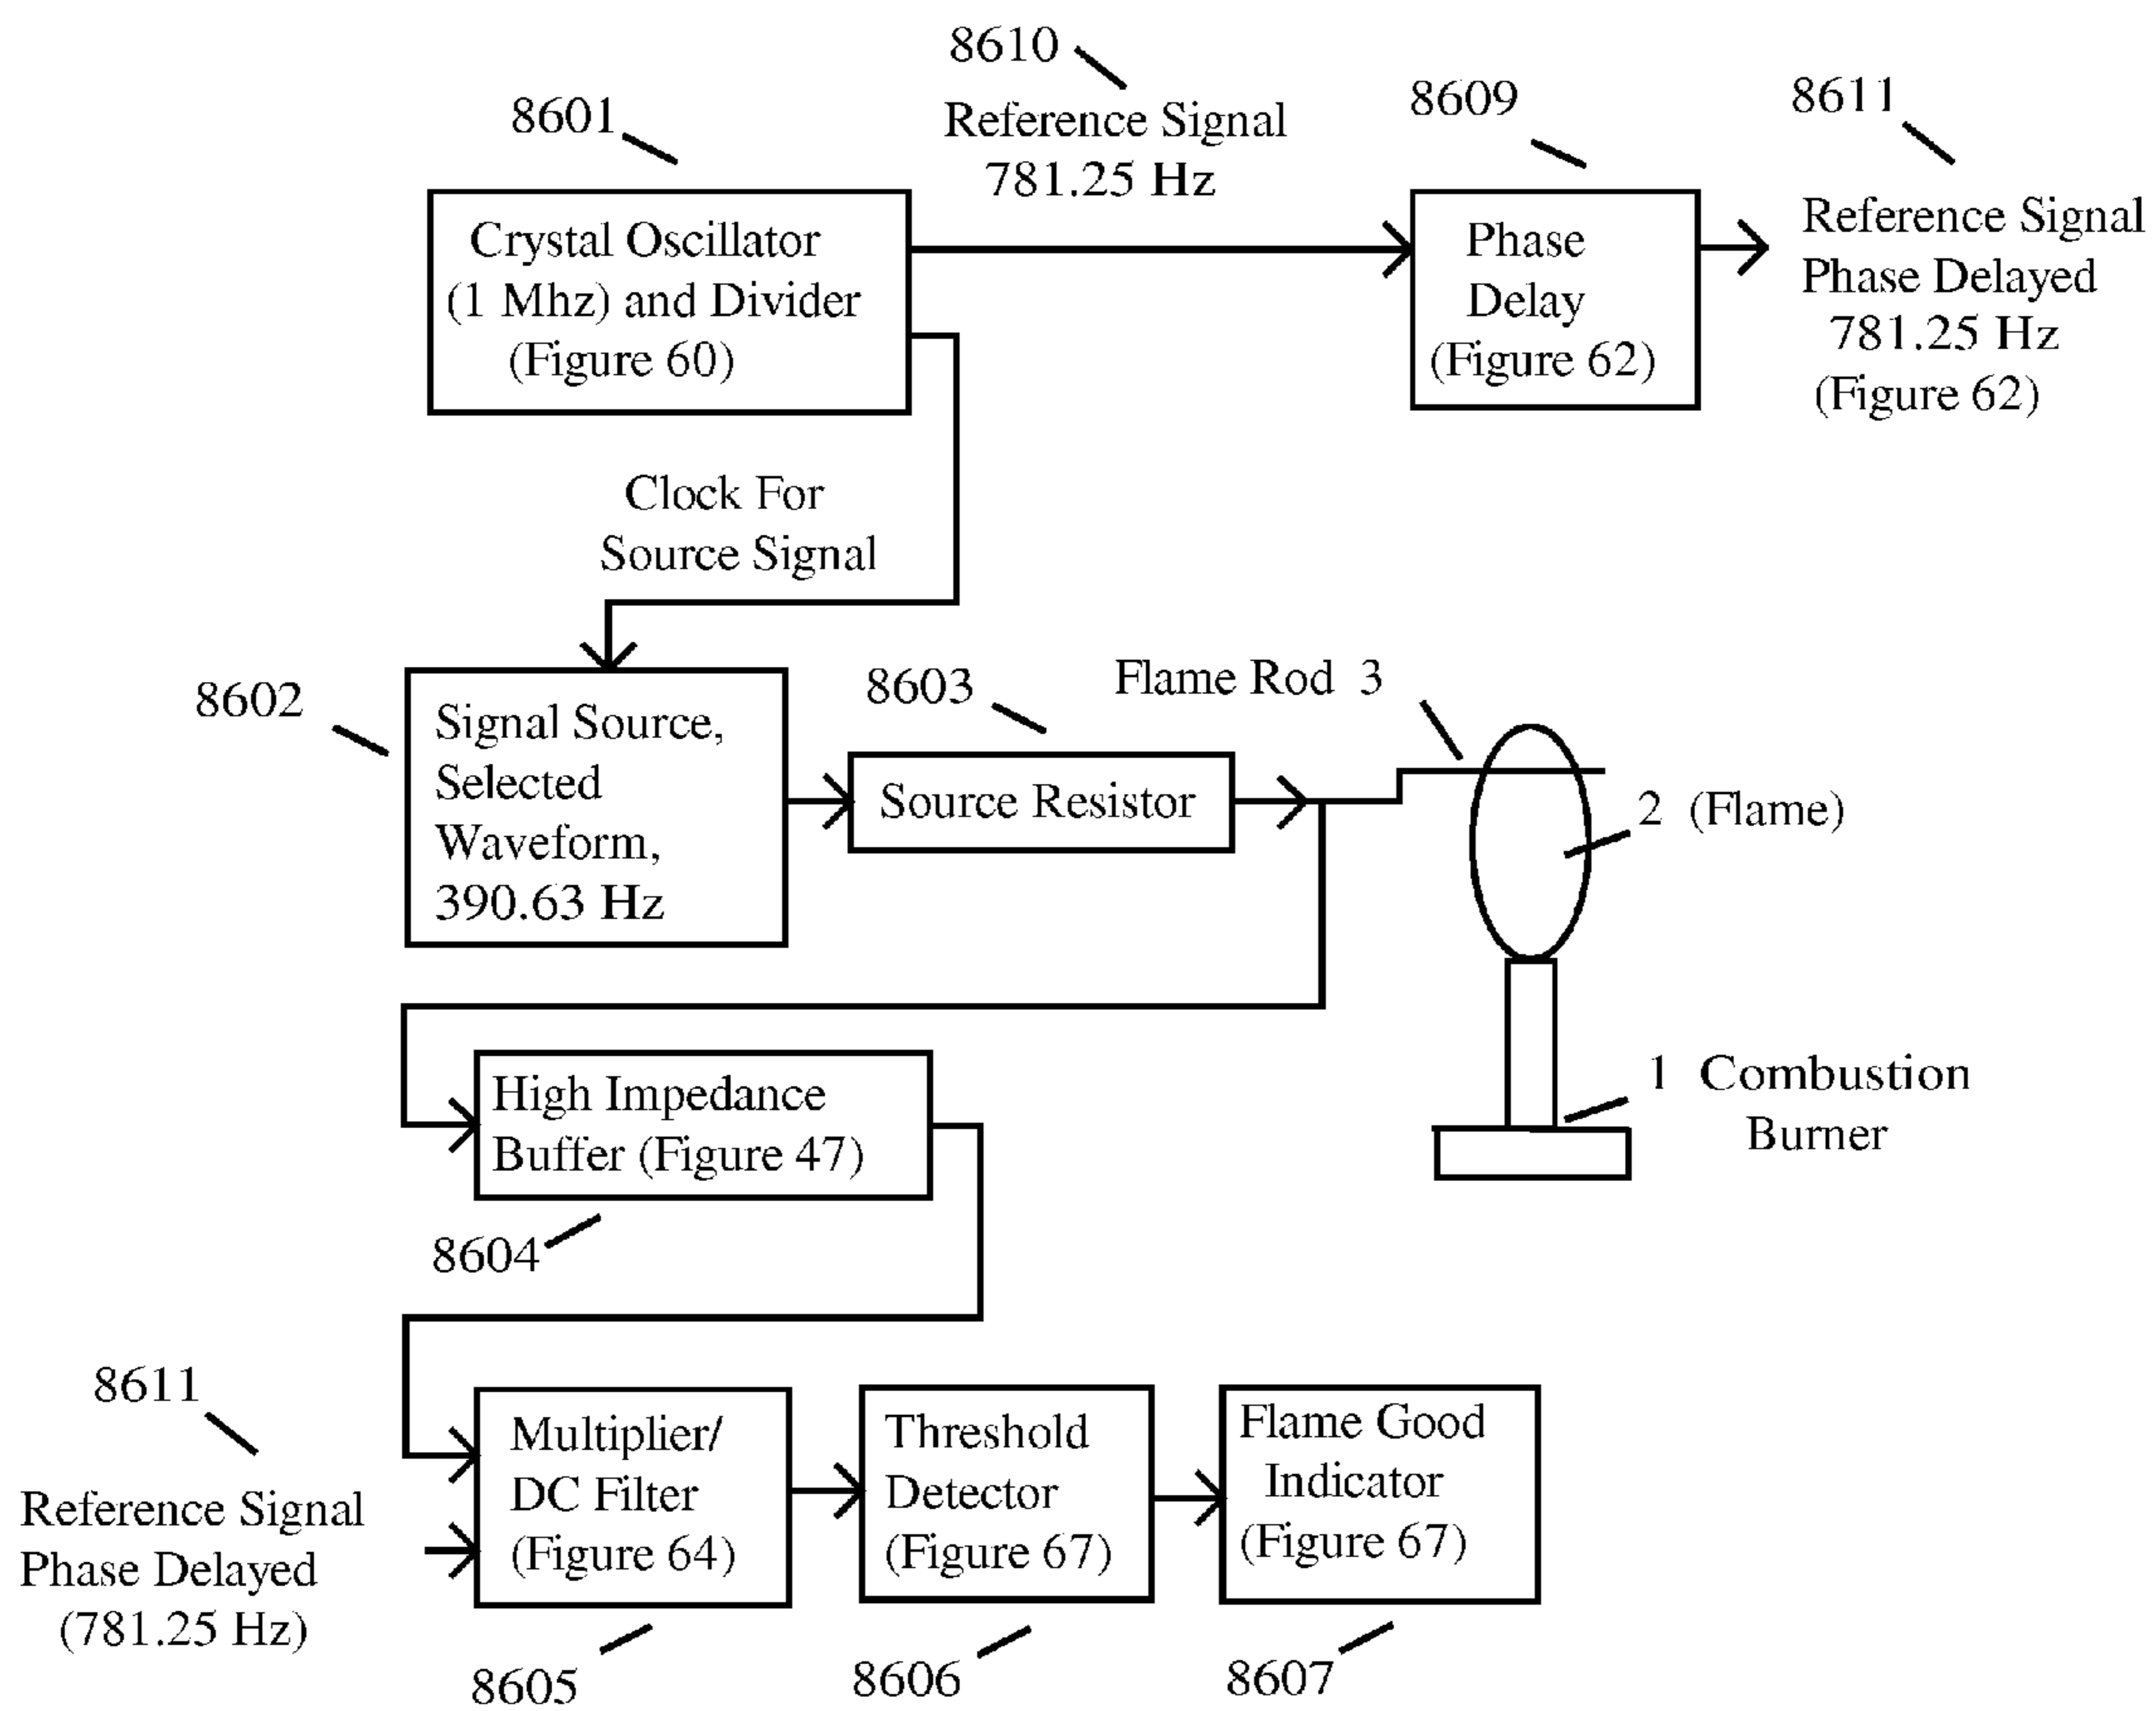 8610
8601
Reference Signal
781.25 Hz
8609
8611
Crystal Oscillator
(1 Mhz) and Divider
(Figure 60)
Phase
Delay
(Figure 62)
Reference Signal
Phase Delayed
781.25 Hz
(Figure 62)
Clock For
Source Signal
8602
Signal Source,
Selected
Waveform,
390.63 Hz
8603
Source Resistor
Flame Rod 3
2 (Flame)
High Impedance
Buffer (Figure 47)
8604
1 Combustion
Burner
8611
Reference Signal
Phase Delayed
(781.25 Hz)
Multiplier/
DC Filter
(Figure 64)
8605
Threshold
Detector
(Figure 67)
8606
Flame Good
Indicator
(Figure 67)
8607